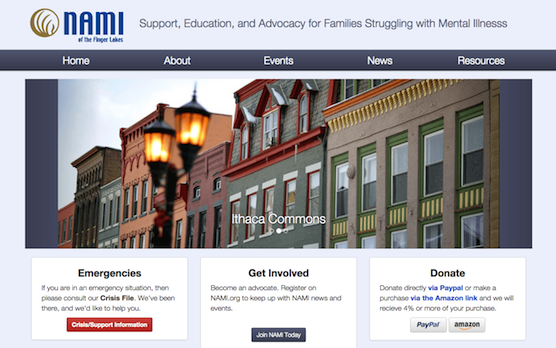 NAMI
of the Finger Lakes
Support, Education, and Advocacy for Families Struggling with Mental Illnesss
Home About Events News Resources
Ithaca Commons
Emergencies
If you are in an emergency situation, then
please consult our Crisis File. We've been
there, and we'd like to help you.
Crisis/Support Information
Get Involved
Become an advocate. Register on
NAMI.org to keep up with NAMI news and
events.
Join NAMI Today
Donate
Donate directly via Paypal or make a
purchase via the Amazon link and we will
recieve 4% or more of your purchase!
PayPal amazon